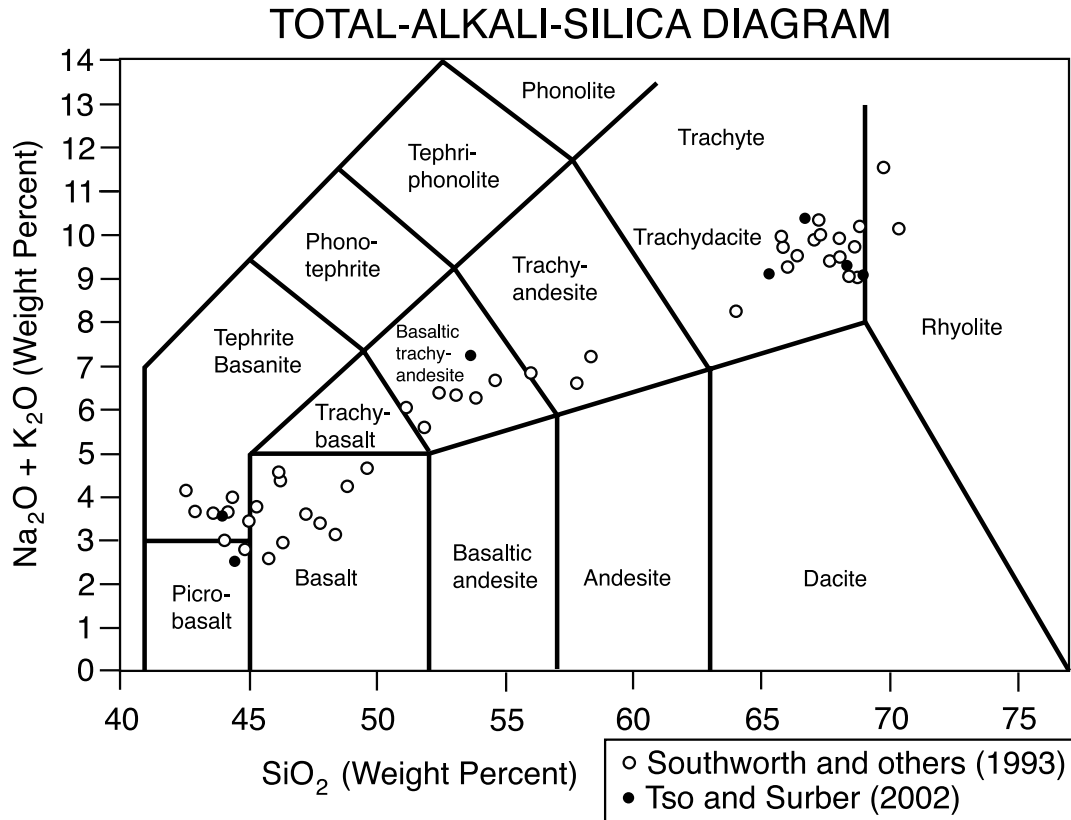 TOTAL-ALKALI-SILICA DIAGRAM
Na₂O + K₂O (Weight Percent)
14
13
12
11
10
9
8
7
6
5
4
3
2
1
0
Phonolite
Trachyte
Tephri-
phonolite
Phono-
tephrite
Trachydacite
Trachy-
andesite
Tephrite
Basanite
Basaltic
trachy-
andesite
Rhyolite
Trachy-
basalt
Picro-
basalt
Basalt
Basaltic
andesite
Andesite
Dacite
40
45
50
55
60
65
70
75
SiO₂ (Weight Percent)
Southworth and others (1993)
Tso and Surber (2002)